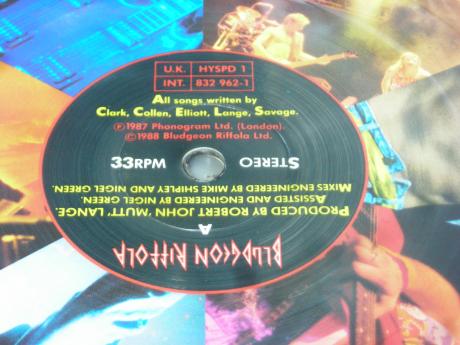 U.K. HYSPD 1
INT. 832 962-1
All songs written by
Clark, Collen, Elliott, Lange, Savage.
℗1987 Phonogram Ltd. (London).
©1988 Bludgeon Riffola Ltd.
33RPM STEREO
BLUDGEON RIFFOLA
A
PRODUCED BY ROBERT JOHN 'MUTT' LANGE.
ASSISTED AND ENGINEERED BY NIGEL GREEN.
MIXES ENGINEERED BY MIKE SHIPLEY AND NIGEL GREEN.